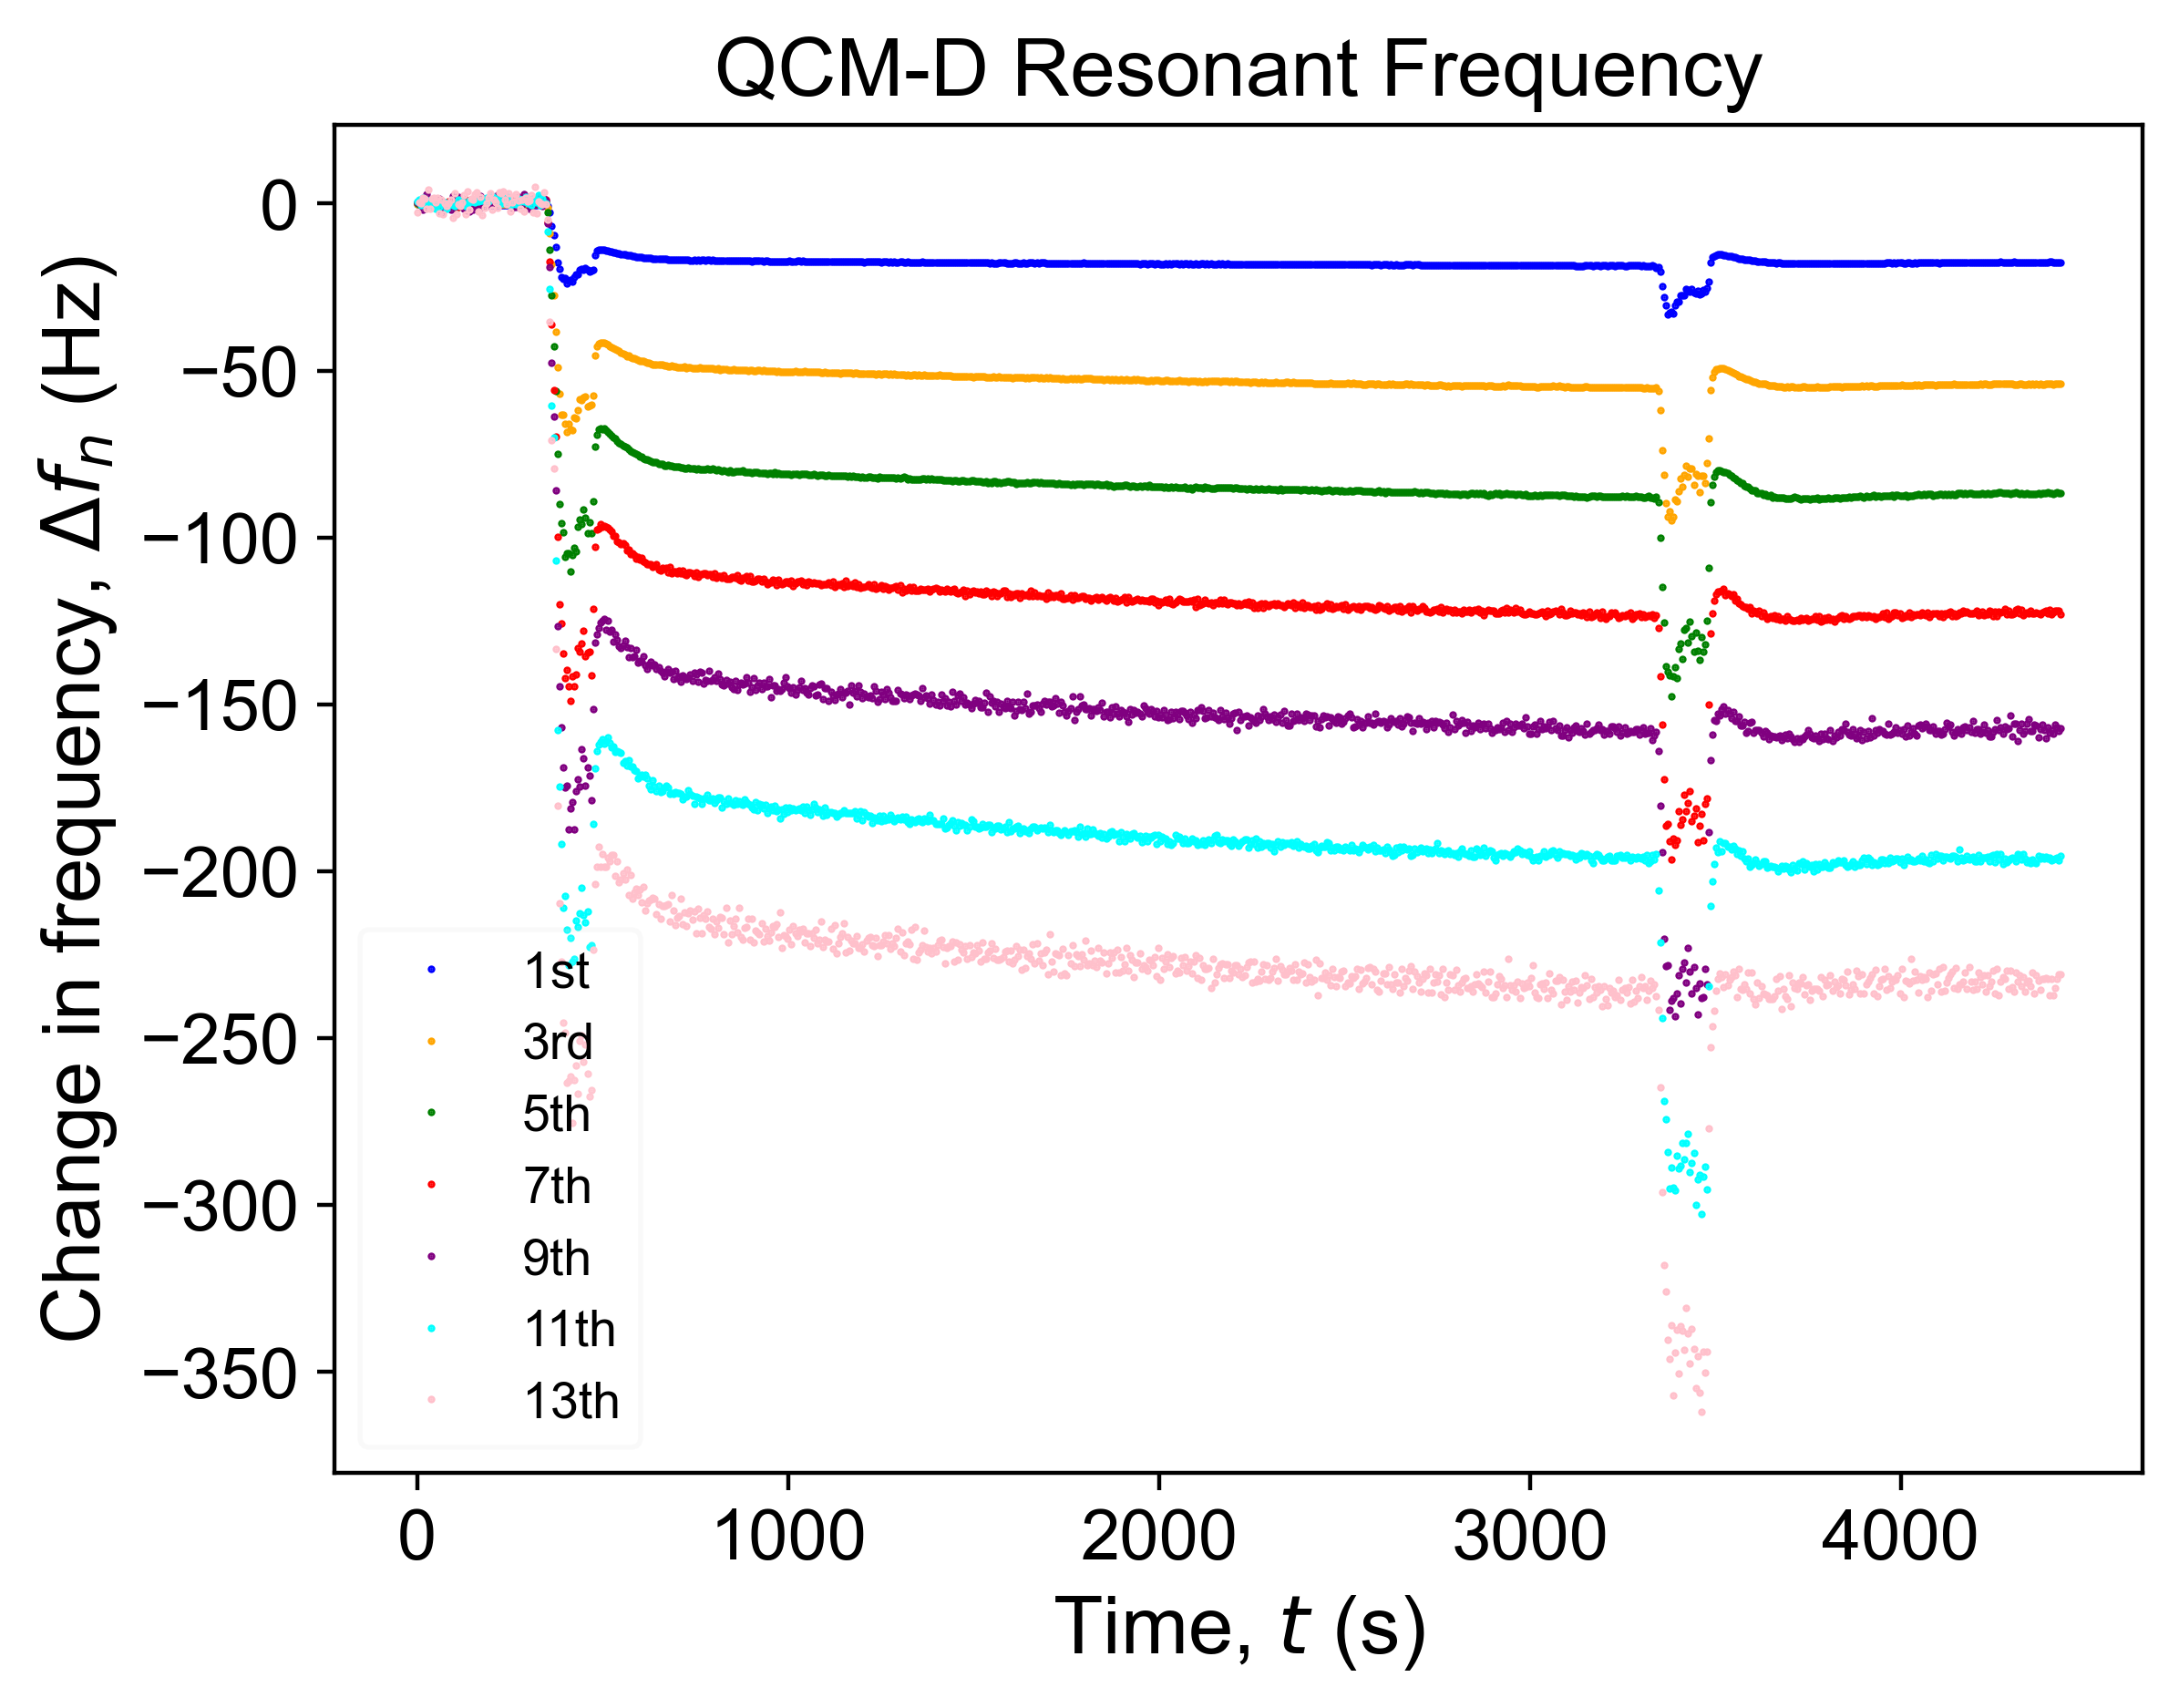 QCM-D Resonant Frequency
Change in frequency, Δfn (Hz)
0
−50
−100
−150
−200
−250
−300
−350
1st
3rd
5th
7th
9th
11th
13th
0 1000 2000 3000 4000
Time, t (s)